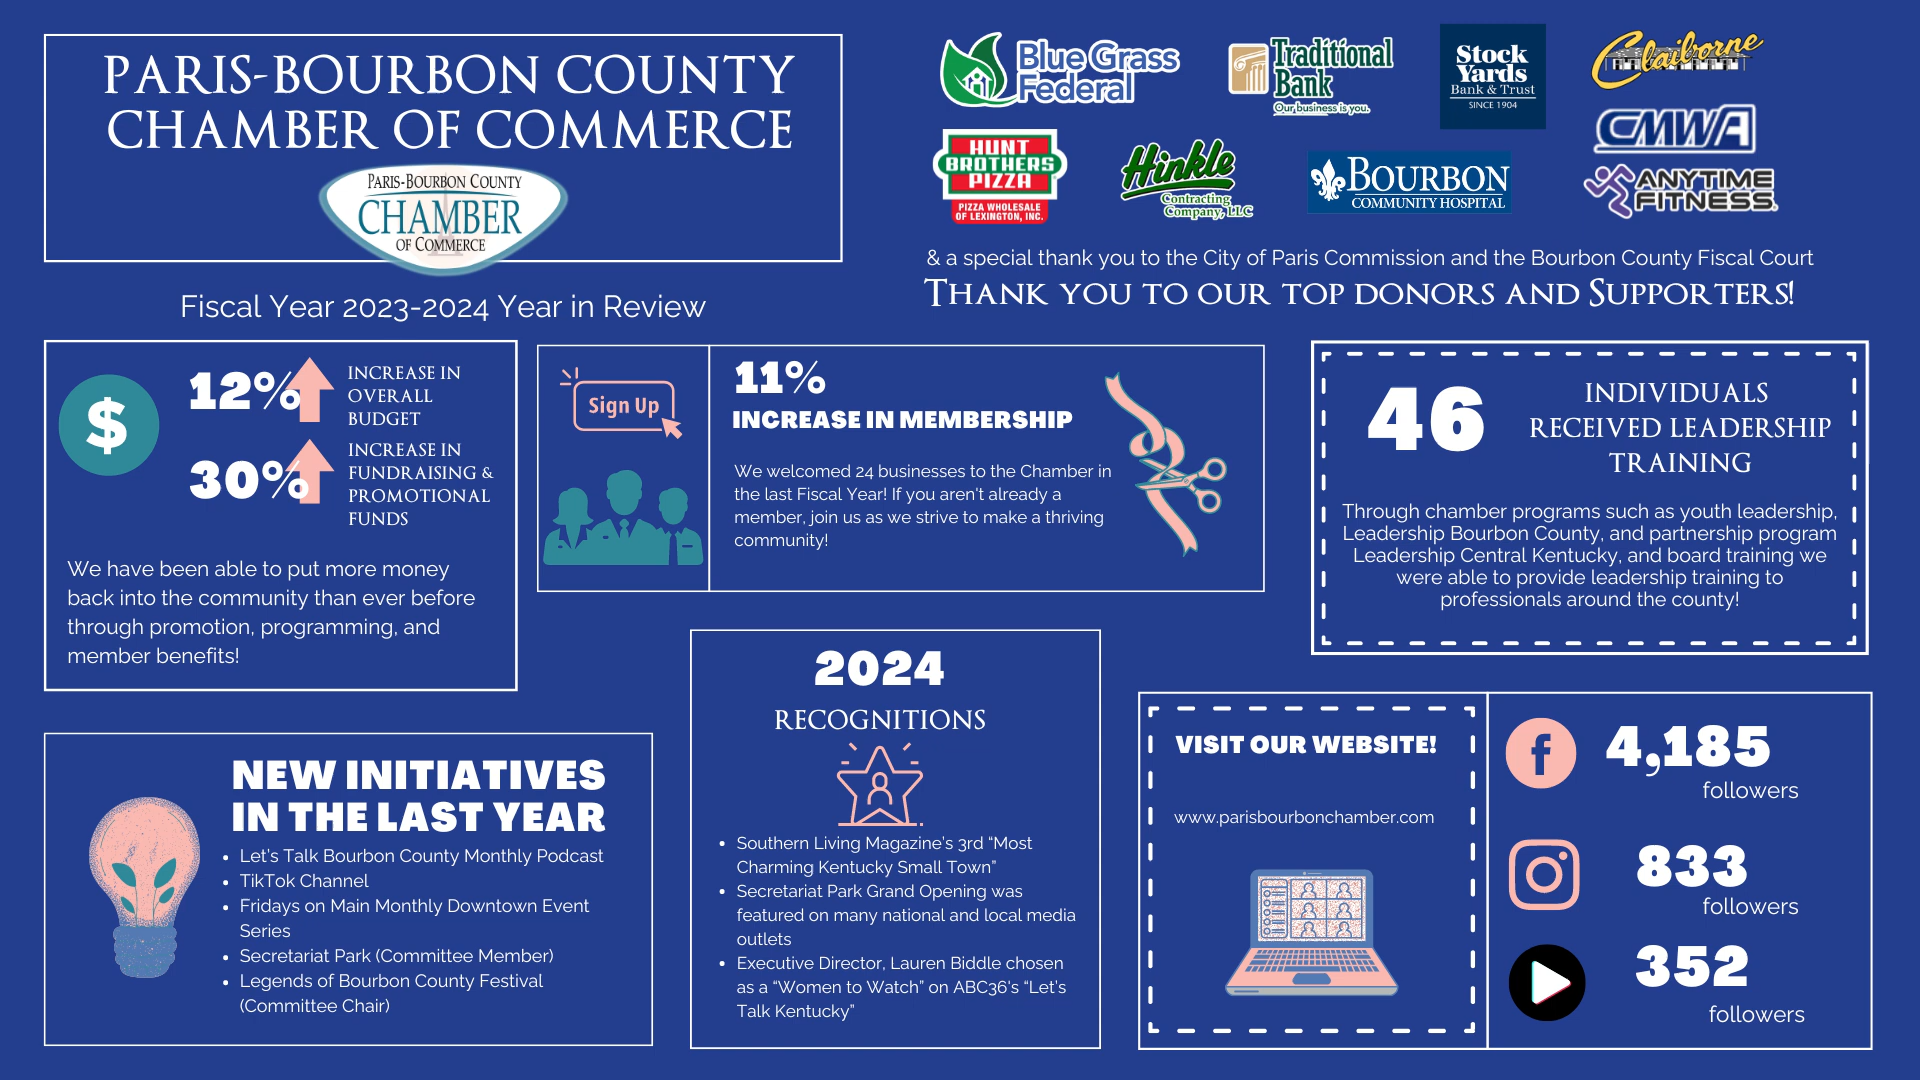 PARIS-BOURBON COUNTY
CHAMBER OF COMMERCE
PARIS-BOURBON COUNTY
CHAMBER
OF COMMERCE
Fiscal Year 2023-2024 Year in Review
Blue Grass
Federal
Traditional
Bank
Our business is you.
Stock
Yards
Bank & Trust
SINCE 1904
Claiborne
CMWA
HUNT
BROTHERS
PIZZA
PIZZA WHOLESALE
OF LEXINGTON, INC.
Hinkle
Contracting
Company, LLC
BOURBON
COMMUNITY HOSPITAL
ANYTIME
FITNESS.
& a special thank you to the City of Paris Commission and the Bourbon County Fiscal Court
THANK YOU TO OUR TOP DONORS AND SUPPORTERS!
$
12%
INCREASE IN
OVERALL
BUDGET
30%
INCREASE IN
FUNDRAISING &
PROMOTIONAL
FUNDS
We have been able to put more money
back into the community than ever before
through promotion, programming, and
member benefits!
Sign Up
11%
INCREASE IN MEMBERSHIP
We welcomed 24 businesses to the Chamber in
the last Fiscal Year! If you aren't already a
member, join us as we strive to make a thriving
community!
46
INDIVIDUALS
RECEIVED LEADERSHIP
TRAINING
Through chamber programs such as youth leadership,
Leadership Bourbon County, and partnership program
Leadership Central Kentucky, and board training we
were able to provide leadership training to
professionals around the county!
NEW INITIATIVES
IN THE LAST YEAR
• Let's Talk Bourbon County Monthly Podcast
• TikTok Channel
• Fridays on Main Monthly Downtown Event
Series
• Secretariat Park (Committee Member)
• Legends of Bourbon County Festival
(Committee Chair)
2024
RECOGNITIONS
• Southern Living Magazine's 3rd “Most
Charming Kentucky Small Town”
• Secretariat Park Grand Opening was
featured on many national and local media
outlets
• Executive Director, Lauren Biddle chosen
as a “Women to Watch” on ABC36's “Let's
Talk Kentucky”
VISIT OUR WEBSITE!
www.parisbourbonchamber.com
f
4,185
followers
833
followers
352
followers